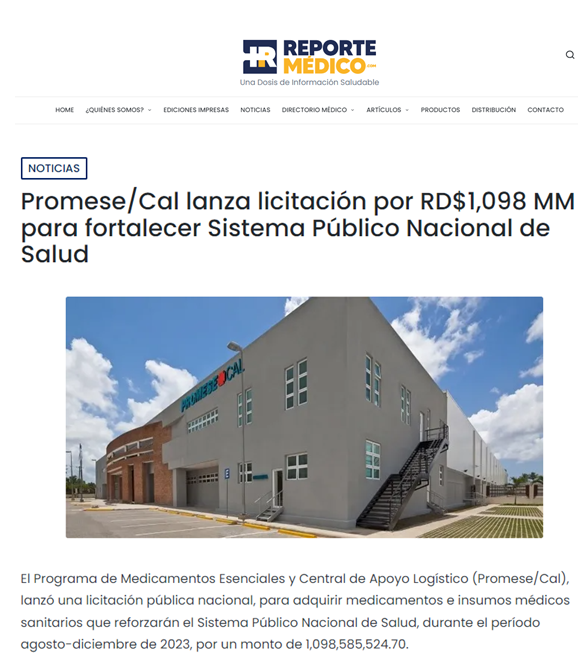 REPORTE
MÉDICO.COM
Una Dosis de Información Saludable
HOME ¿QUIÉNES SOMOS? EDICIONES IMPRESAS NOTICIAS DIRECTORIO MÉDICO ARTÍCULOS PRODUCTOS DISTRIBUCIÓN CONTACTO
NOTICIAS
Promese/Cal lanza licitación por RD$1,098 MM
para fortalecer Sistema Público Nacional de
Salud
PROMESE CAL
El Programa de Medicamentos Esenciales y Central de Apoyo Logístico (Promese/Cal),
lanzó una licitación pública nacional, para adquirir medicamentos e insumos médicos
sanitarios que reforzarán el Sistema Público Nacional de Salud, durante el período
agosto-diciembre de 2023, por un monto de 1,098,585,524.70.